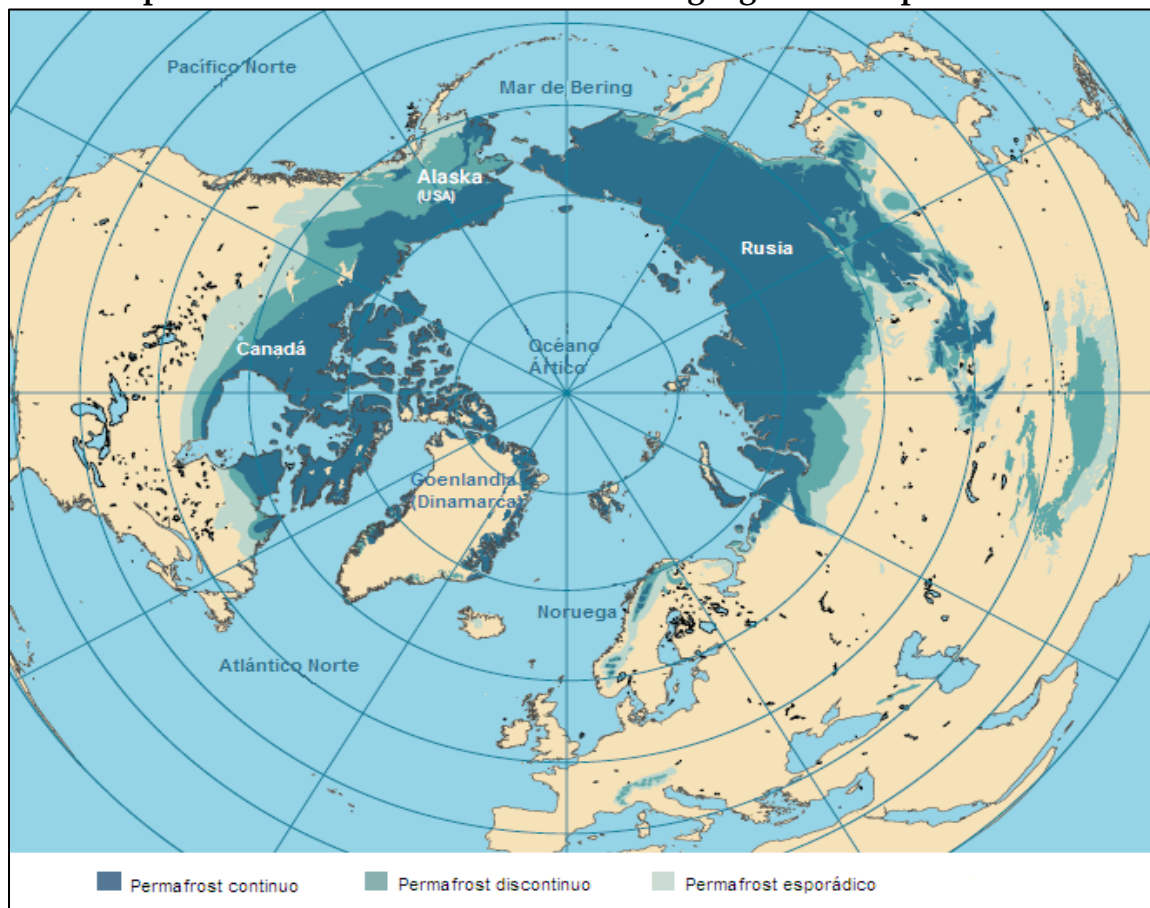 Pacífico Norte
Mar de Bering
Alaska
(USA)
Rusia
Canadá
Océano
Ártico
Goenlandia
(Dinamarca)
Noruega
Atlántico Norte
Permafrost continuo
Permafrost discontinuo
Permafrost esporádico